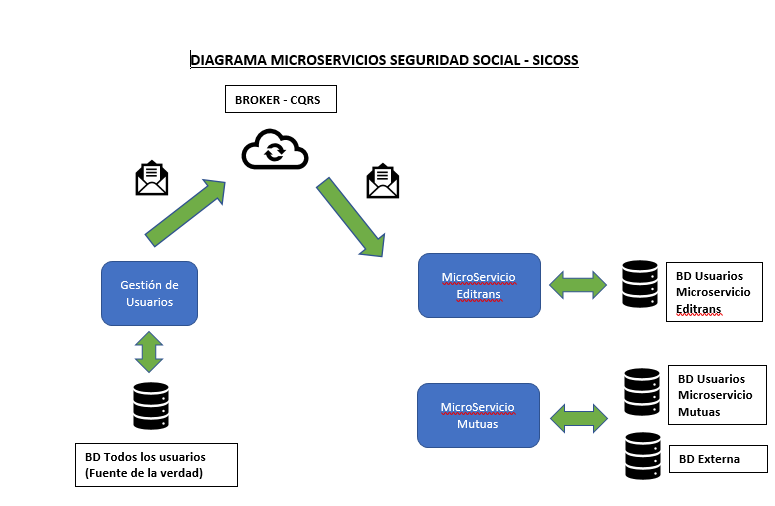 DIAGRAMA MICROSERVICIOS SEGURIDAD SOCIAL - SICOSS
BROKER - CQRS
Gestión de
Usuarios
BD Todos los usuarios
(Fuente de la verdad)
MicroServicio
Editrans
BD Usuarios
Microservicio
Editrans
MicroServicio
Mutuas
BD Usuarios
Microservicio
Mutuas
BD Externa